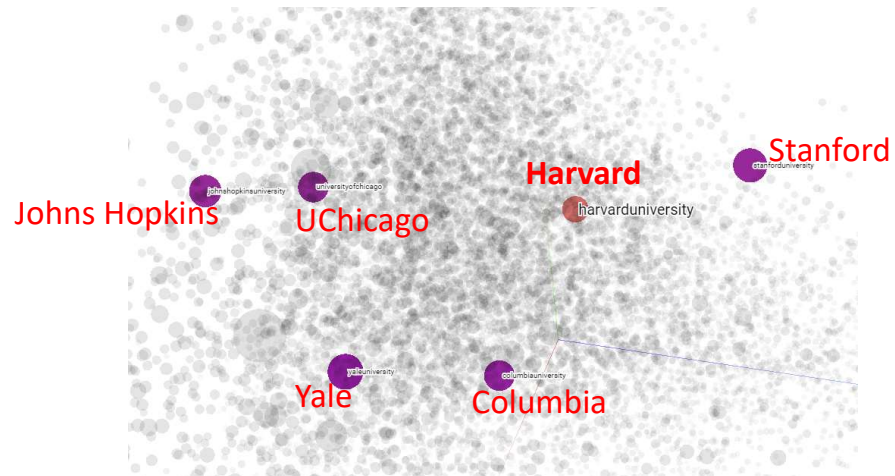 Stanford
stanforduniversity
Harvard
harvarduniversity
johnshopkinsuniversity
Johns Hopkins
universityofchicago
UChicago
yaleuniversity
Yale
columbiauniversity
Columbia